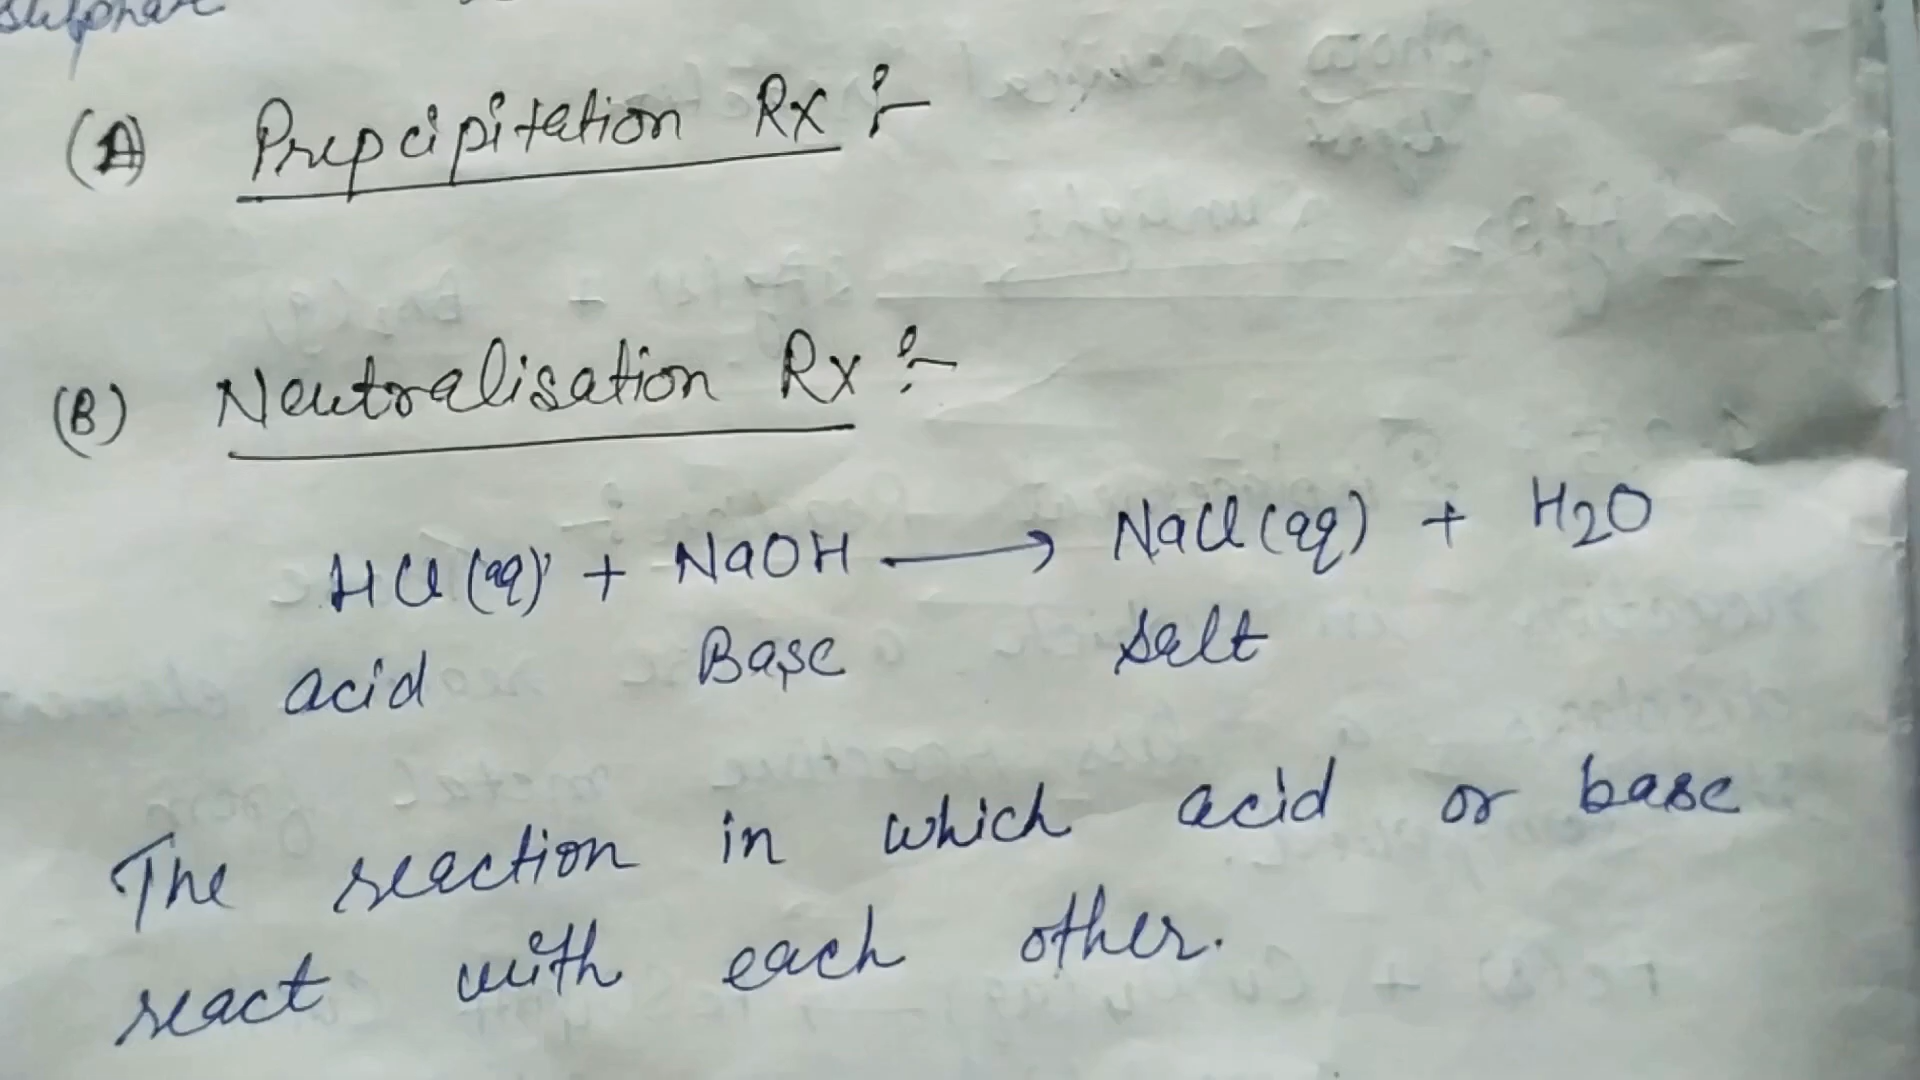 (A) Prepcipitation Rx :-
(B) Neutralisation Rx :-
HCl (aq) + NaOH ⟶ NaCl (aq) + H2O
acid Base salt
The reaction in which acid or base
react with each other.